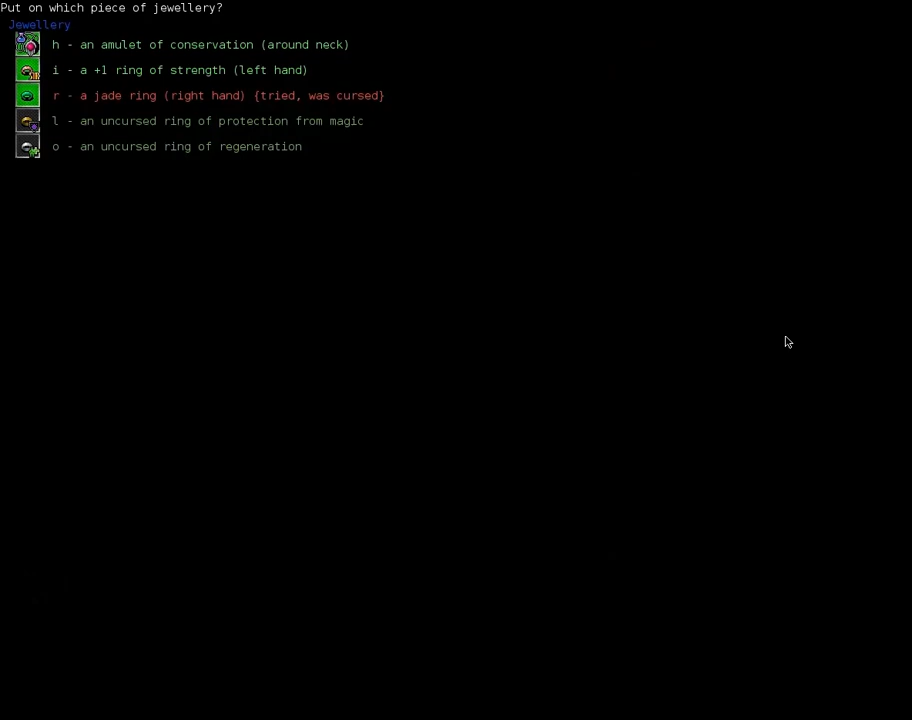 Put on which piece of jewellery?
Jewellery
h - an amulet of conservation (around neck)
i - a +1 ring of strength (left hand)
r - a jade ring (right hand) {tried, was cursed}
l - an uncursed ring of protection from magic
o - an uncursed ring of regeneration